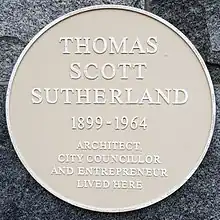 THOMAS
SCOTT
SUTHERLAND
1899-1964
ARCHITECT,
CITY COUNCILLOR
AND ENTREPRENEUR
LIVED HERE